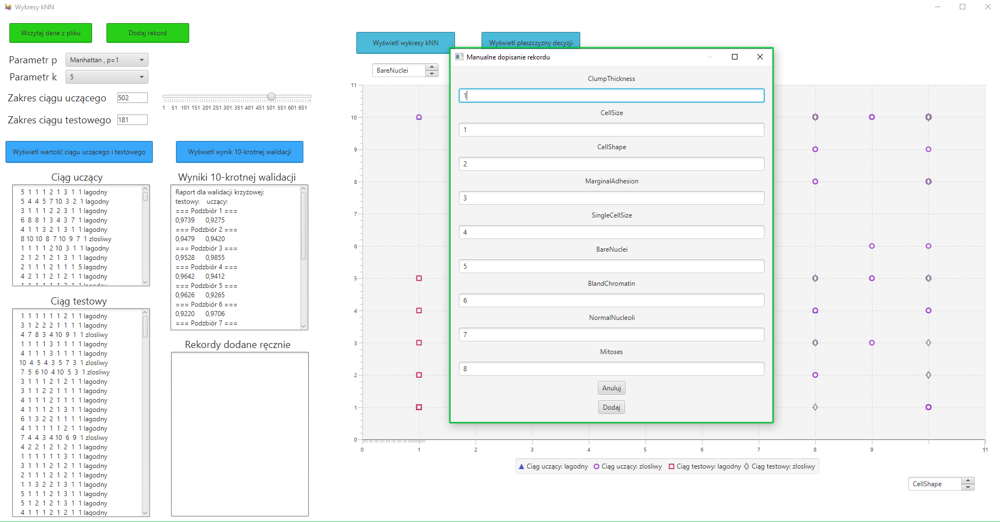 Wykresy kNN
Wczytaj dane z pliku
Dodaj rekord
Parametr p
Manhattan , p=1
Parametr k
5
Zakres ciągu uczącego
502
1 51 101 151 201 251 301 351 401 451 501 551 601 651
Zakres ciągu testowego
181
Wyświetl wartość ciągu uczącego i testowego
Wyświetl wynik 10-krotnej walidacji
Ciąg uczący
5 1 1 1 2 1 3 1 1 lagodny
5 4 4 5 7 10 3 2 1 lagodny
3 1 1 1 2 2 3 1 1 lagodny
6 8 8 1 3 4 3 7 1 lagodny
4 1 1 3 2 1 3 1 1 lagodny
8 10 10 8 7 10 9 7 1 zlosliwy
1 1 1 1 2 10 3 1 1 lagodny
2 1 2 1 2 1 3 1 1 lagodny
2 1 1 1 2 1 1 1 5 lagodny
4 2 1 1 2 1 2 1 1 lagodny
Ciąg testowy
1 1 1 1 1 1 2 1 1 lagodny
3 1 2 2 2 1 1 1 1 lagodny
4 7 8 3 4 10 9 1 1 zlosliwy
1 1 1 1 3 1 1 1 1 lagodny
4 1 1 1 3 1 1 1 1 lagodny
10 4 5 4 3 5 7 3 1 zlosliwy
7 5 6 10 4 10 5 3 1 zlosliwy
3 1 1 1 2 1 2 1 1 lagodny
3 1 1 2 2 1 1 1 1 lagodny
4 1 1 1 2 1 1 1 1 lagodny
4 1 1 1 2 1 3 1 1 lagodny
6 1 3 2 2 1 1 1 1 lagodny
4 1 1 1 1 1 2 1 1 lagodny
7 4 4 3 4 10 6 9 1 zlosliwy
4 2 2 1 2 1 2 1 1 lagodny
1 1 1 1 1 1 3 1 1 lagodny
3 1 1 1 2 1 2 1 1 lagodny
2 1 1 1 2 1 2 1 1 lagodny
1 1 3 2 2 1 3 1 1 lagodny
5 1 1 1 2 1 3 1 1 lagodny
5 1 2 1 2 1 3 1 1 lagodny
4 1 1 1 2 1 2 1 1 lagodny
Wyniki 10-krotnej walidacji
Raport dla walidacji krzyżowej:
testowy: uczący:
=== Podzbiór 1 ===
0,9739 0,9275
=== Podzbiór 2 ===
0,9479 0,9420
=== Podzbiór 3 ===
0,9528 0,9855
=== Podzbiór 4 ===
0,9642 0,9412
=== Podzbiór 5 ===
0,9626 0,9265
=== Podzbiór 6 ===
0,9220 0,9706
=== Podzbiór 7 ===
Rekordy dodane ręcznie
Wyświetl wykresy kNN
Wyświetl płaszczyzny decyzji
BareNuclei
11
10
9
8
7
6
5
4
3
2
1
0
0 1 2 3 4 5 6 7 8 9 10 11
Ciąg uczący: lagodny Ciąg uczący: zlosliwy Ciąg testowy: lagodny Ciąg testowy: zlosliwy
CellShape
Manualne dopisanie rekordu
ClumpThickness
1
CellSize
1
CellShape
2
MarginalAdhesion
3
SingleCellSize
4
BareNuclei
5
BlandChromatin
6
NormalNucleoli
7
Mitoses
8
Anuluj
Dodaj